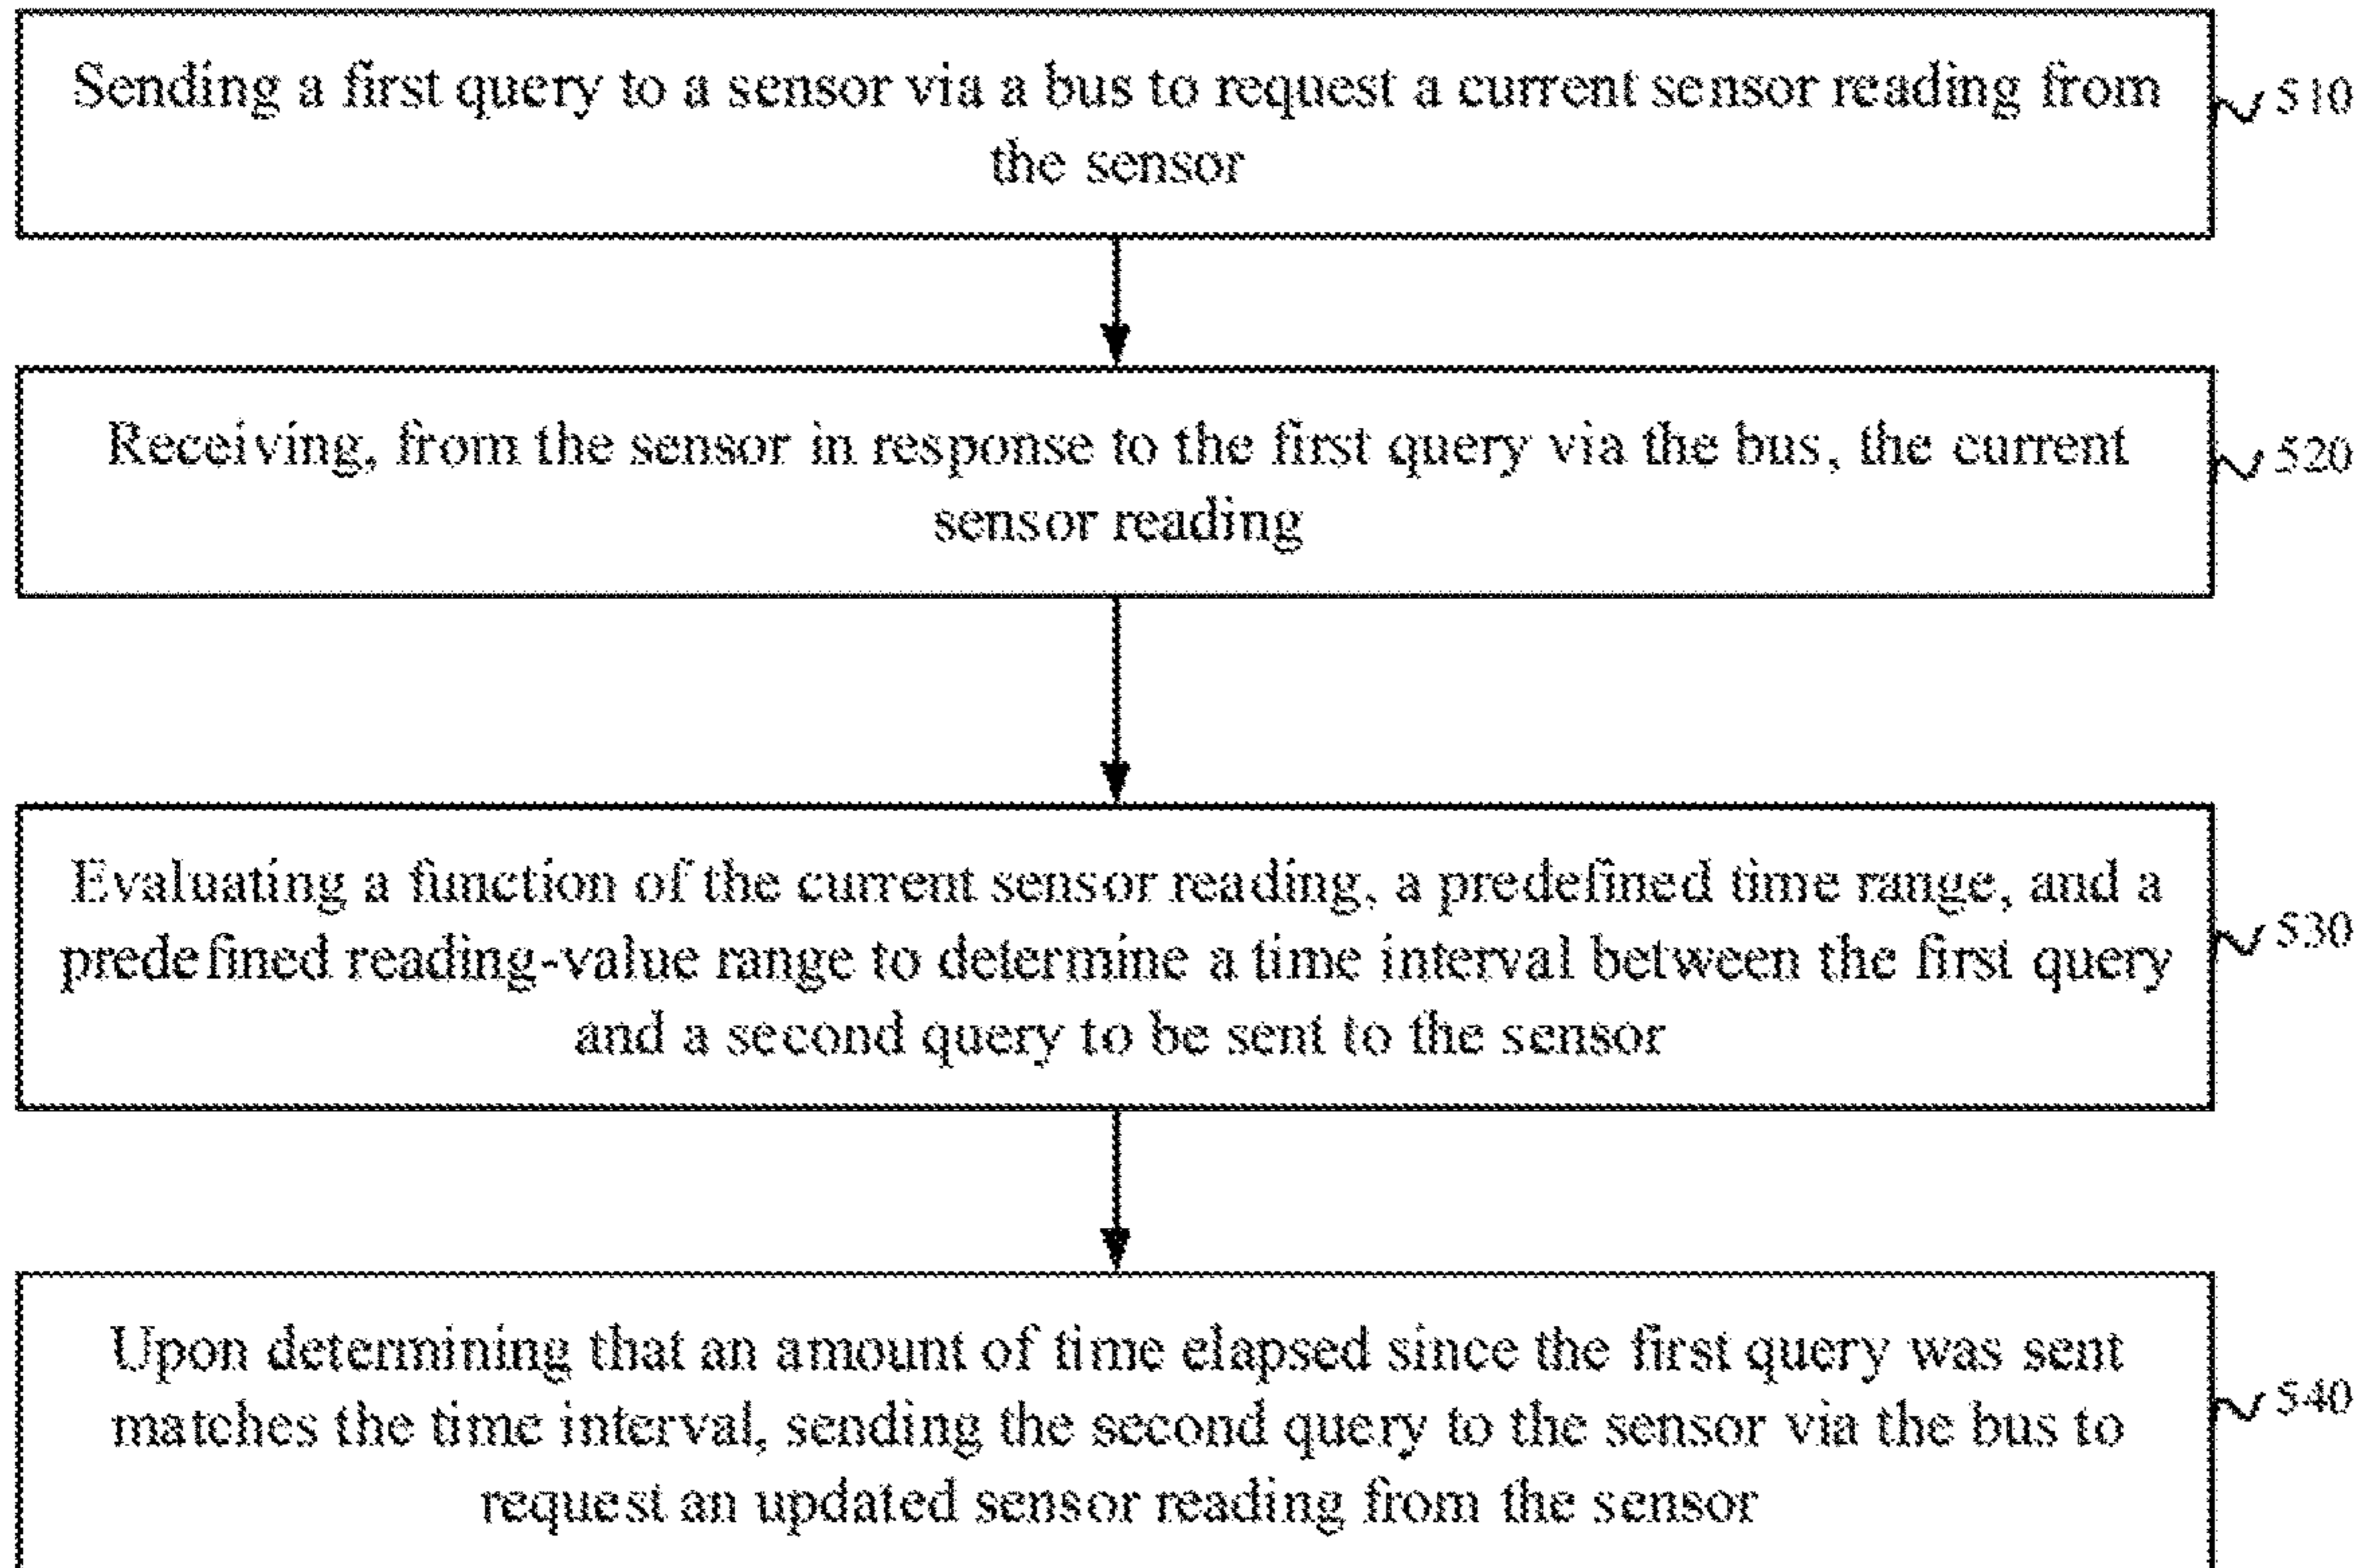 Sending a first query to a sensor via a bus to request a current sensor reading from
the sensor
510
Receiving, from the sensor in response to the first query via the bus, the current
sensor reading
520
Evaluating a function of the current sensor reading, a predefined time range, and a
predefined reading-value range to determine a time interval between the first query
and a second query to be sent to the sensor
530
Upon determining that an amount of time elapsed since the first query was sent
matches the time interval, sending the second query to the sensor via the bus to
request an updated sensor reading from the sensor
540